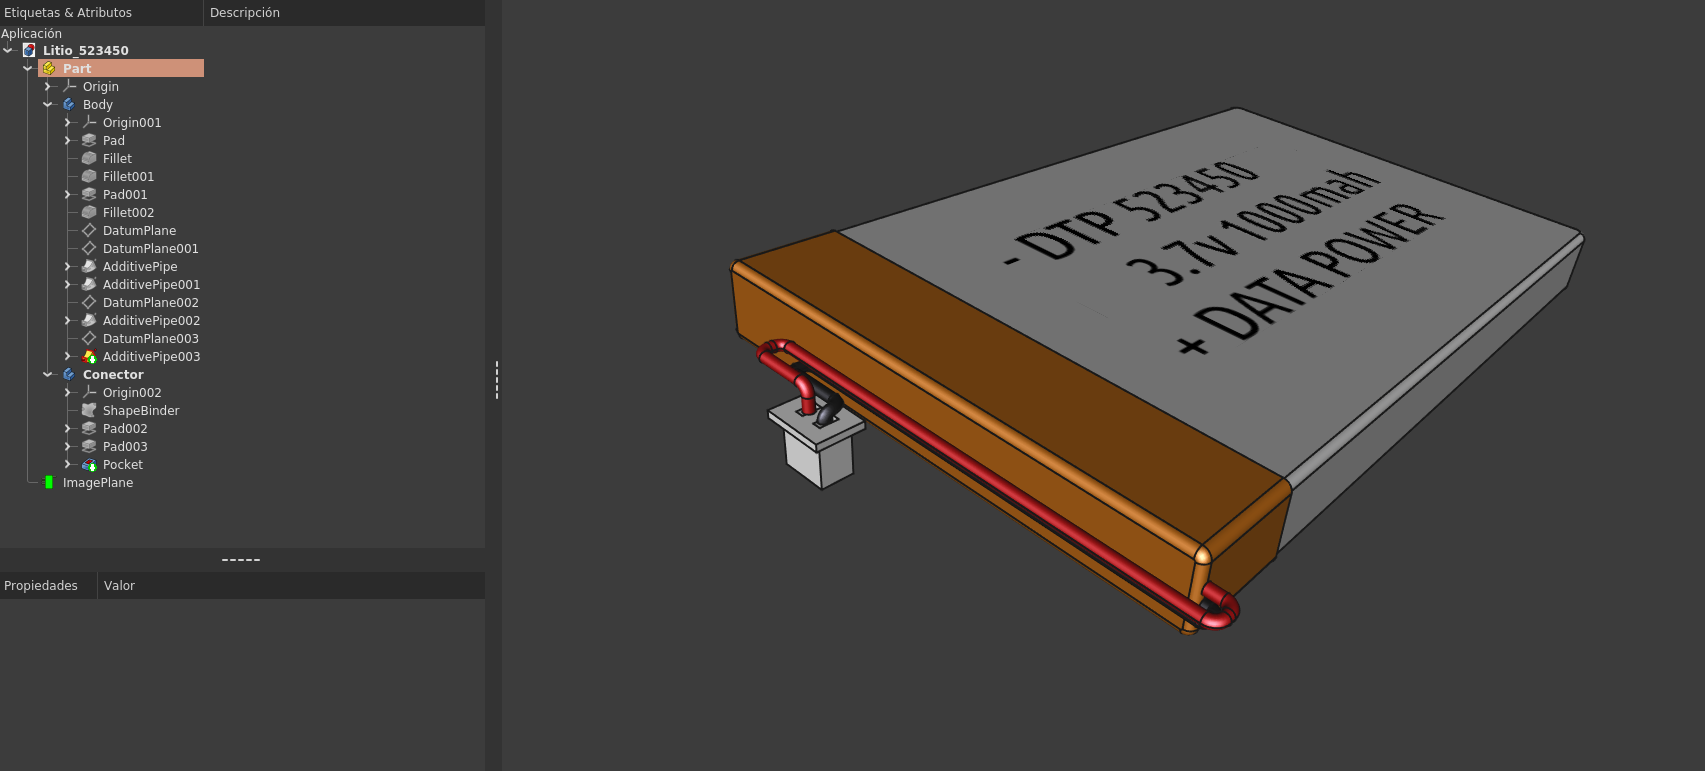 Etiquetas & Atributos Descripción
Aplicación
Litio_523450
Part
Origin
Body
Origin001
Pad
Fillet
Fillet001
Pad001
Fillet002
DatumPlane
DatumPlane001
AdditivePipe
AdditivePipe001
DatumPlane002
AdditivePipe002
DatumPlane003
AdditivePipe003
Conector
Origin002
ShapeBinder
Pad002
Pad003
Pocket
ImagePlane
Propiedades Valor
- DTP 523450
3.7v 1000mah
+ DATA POWER